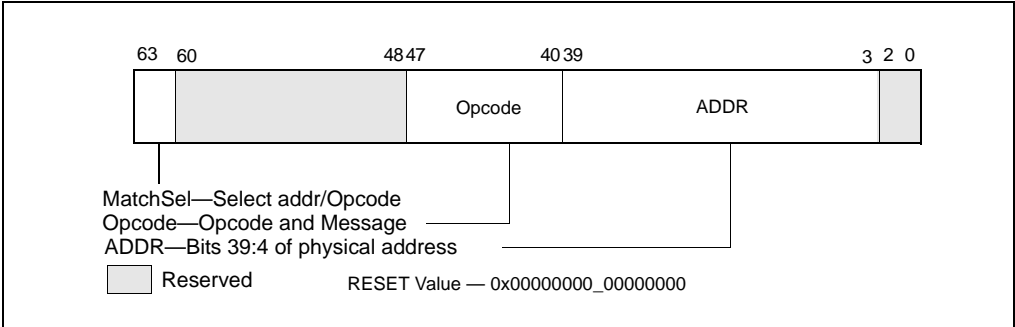 63 60 48 47 40 39 3 2 0
Opcode ADDR
MatchSel—Select addr/Opcode
Opcode—Opcode and Message
ADDR—Bits 39:4 of physical address
Reserved RESET Value — 0x00000000_00000000